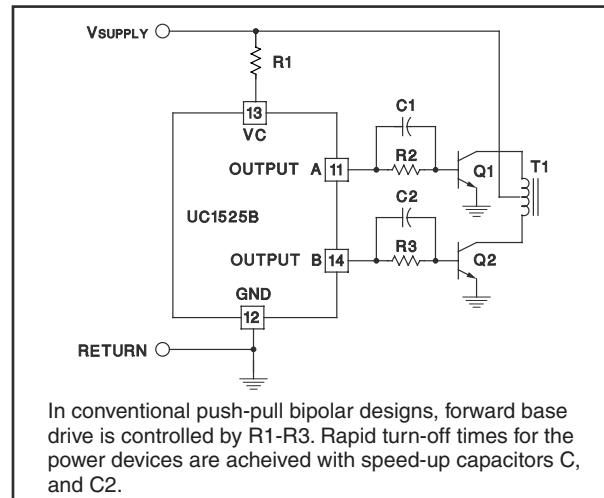 VSUPPLY
R1
13
VC
C1
OUTPUT A
11
R2
Q1
T1
UC1525B
C2
OUTPUT B
14
R3
Q2
GND
12
RETURN
In conventional push-pull bipolar designs, forward base
drive is controlled by R1-R3. Rapid turn-off times for the
power devices are acheived with speed-up capacitors C,
and C2.